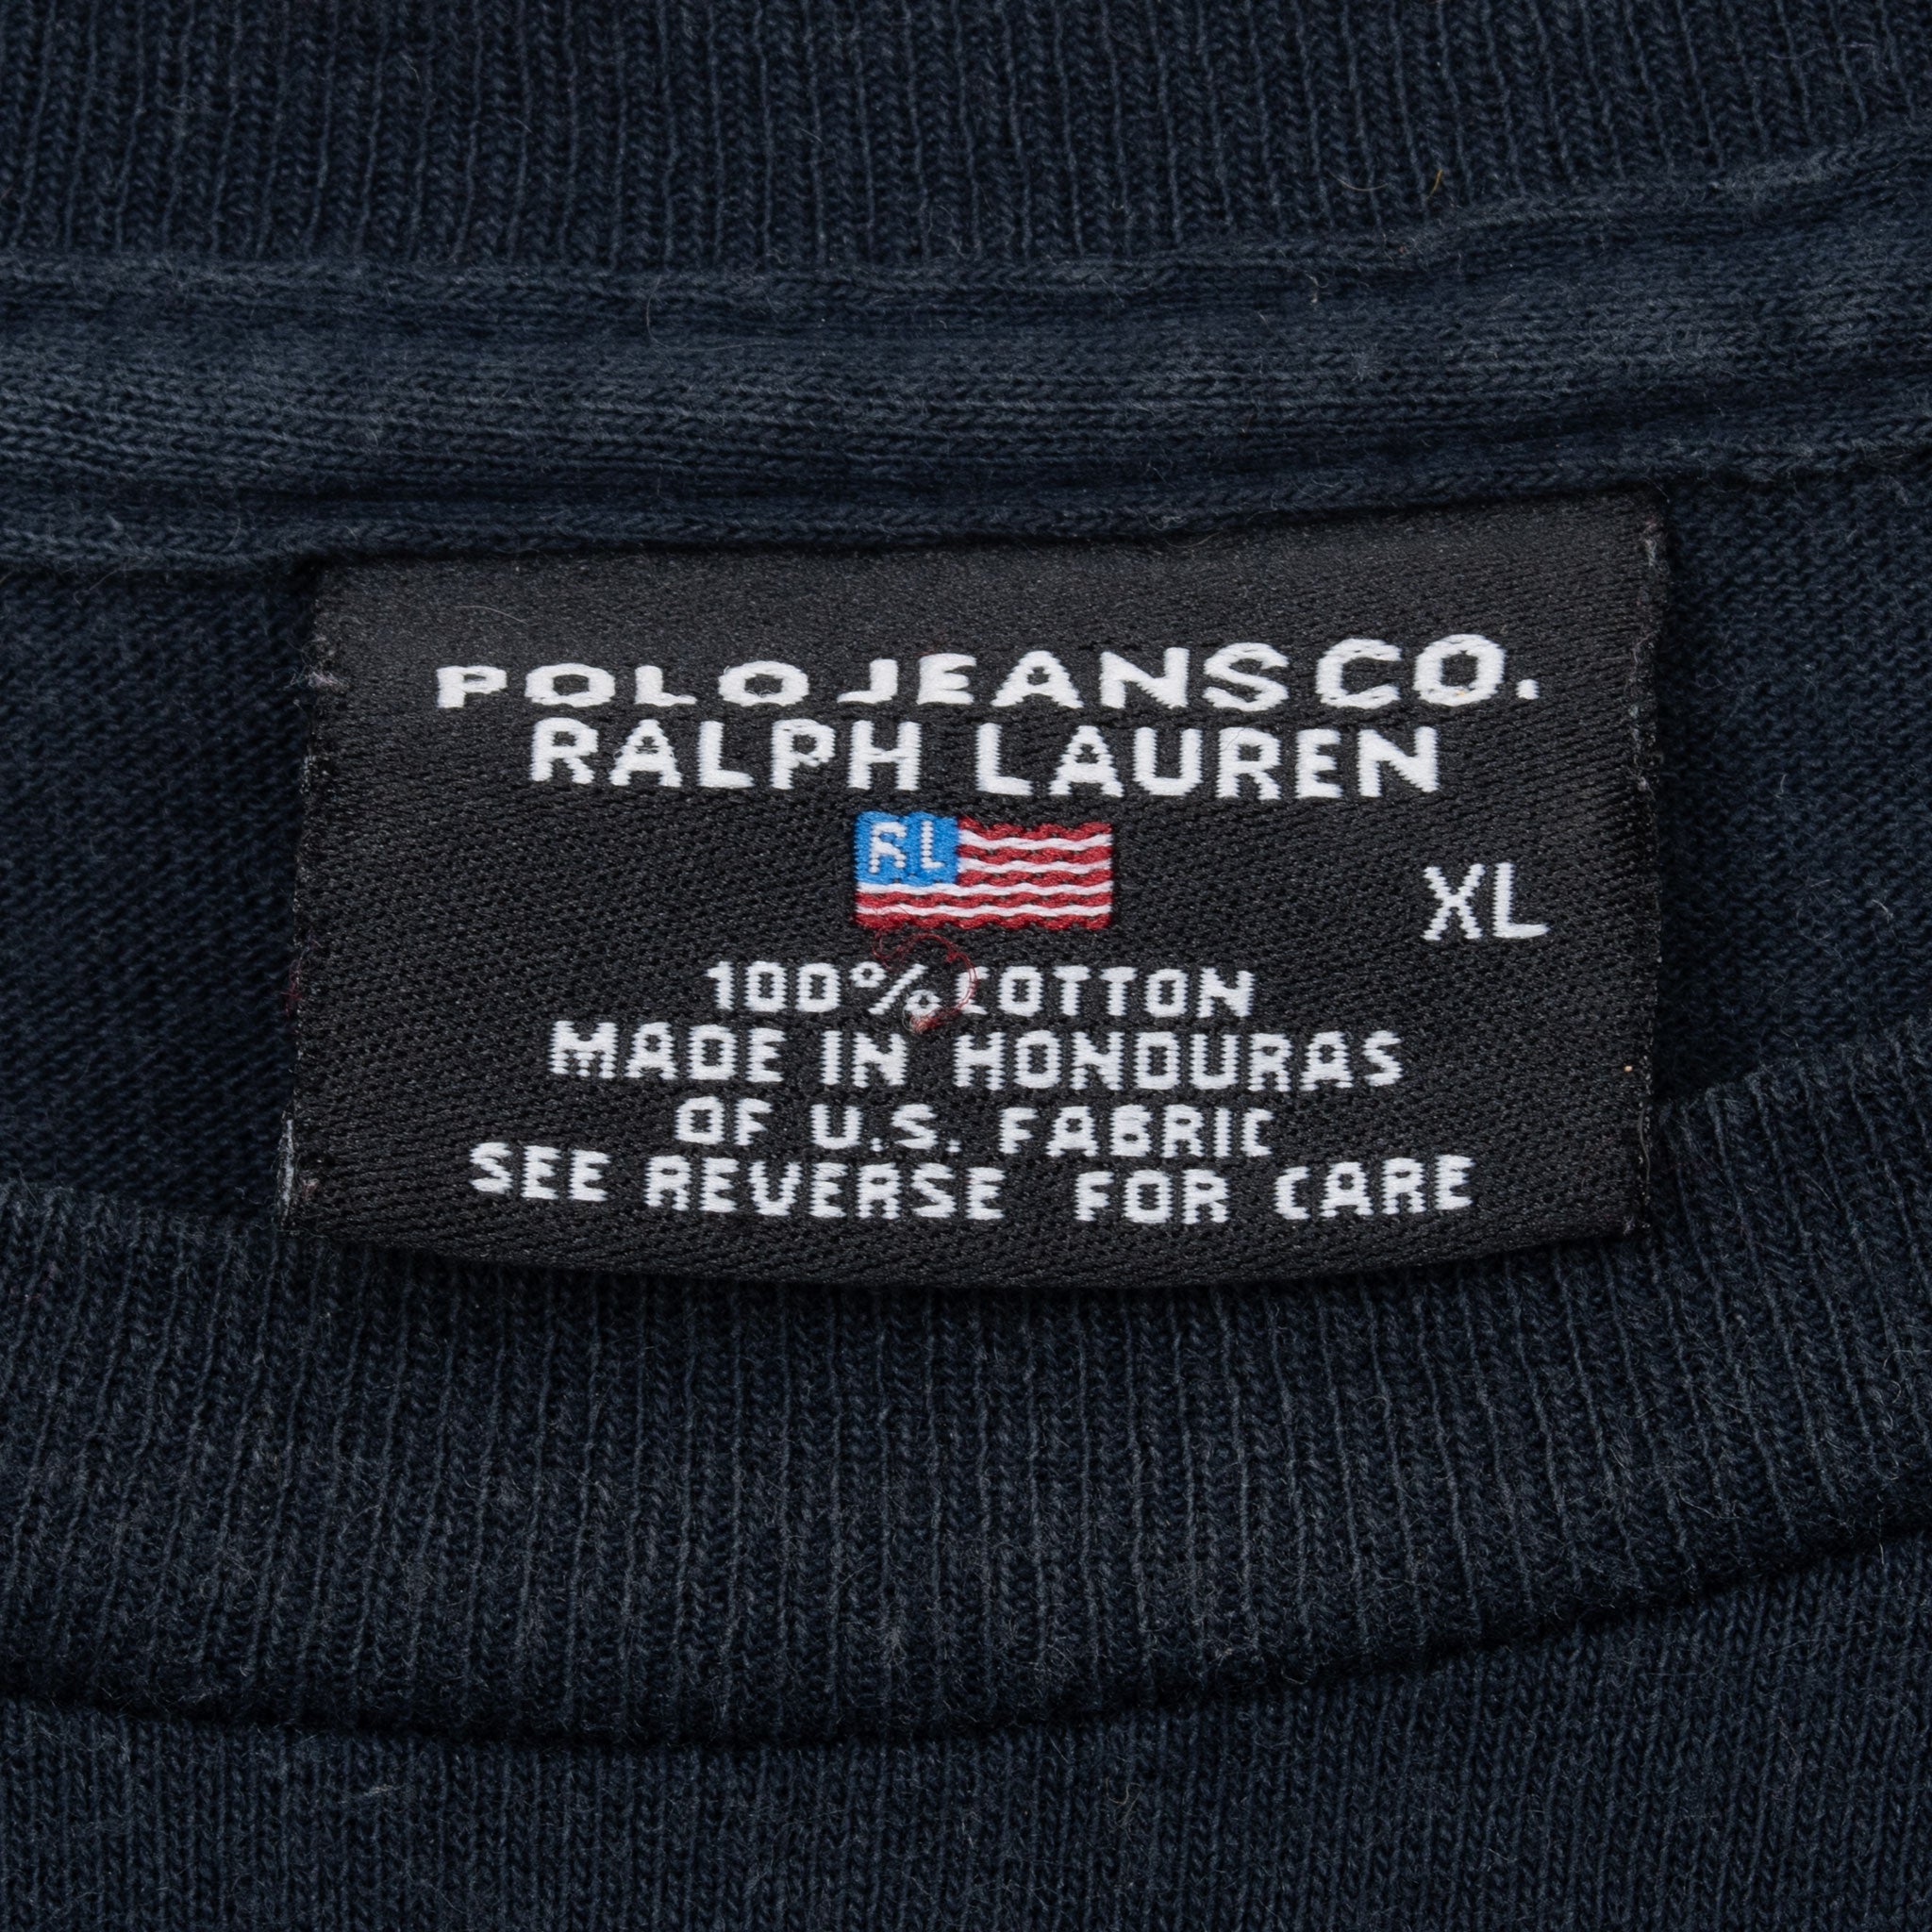 POLO JEANS CO.
RALPH LAUREN
RL
XL
100% COTTON
MADE IN HONDURAS
OF U.S. FABRIC
SEE REVERSE FOR CARE